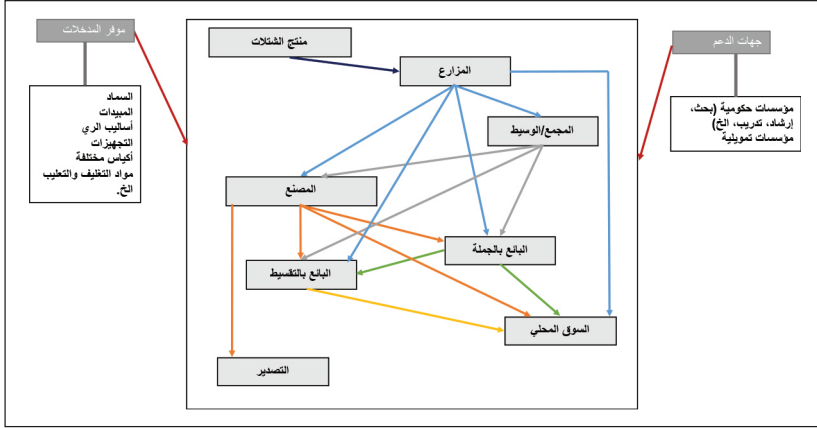 جهات الدعم
مؤسسات حكومية (بحث،
إرشاد، تدريب، الخ)
مؤسسات تمويلية
منتج الشتلات
المزارع
المجمع/الوسيط
المصنع
البائع بالجملة
البائع بالتقسيط
السوق المحلي
التصدير
موفر المدخلات
السماد
المبيدات
أساليب الري
التجهيزات
أكياس مختلفة
مواد التغليف والتعليب
الخ.